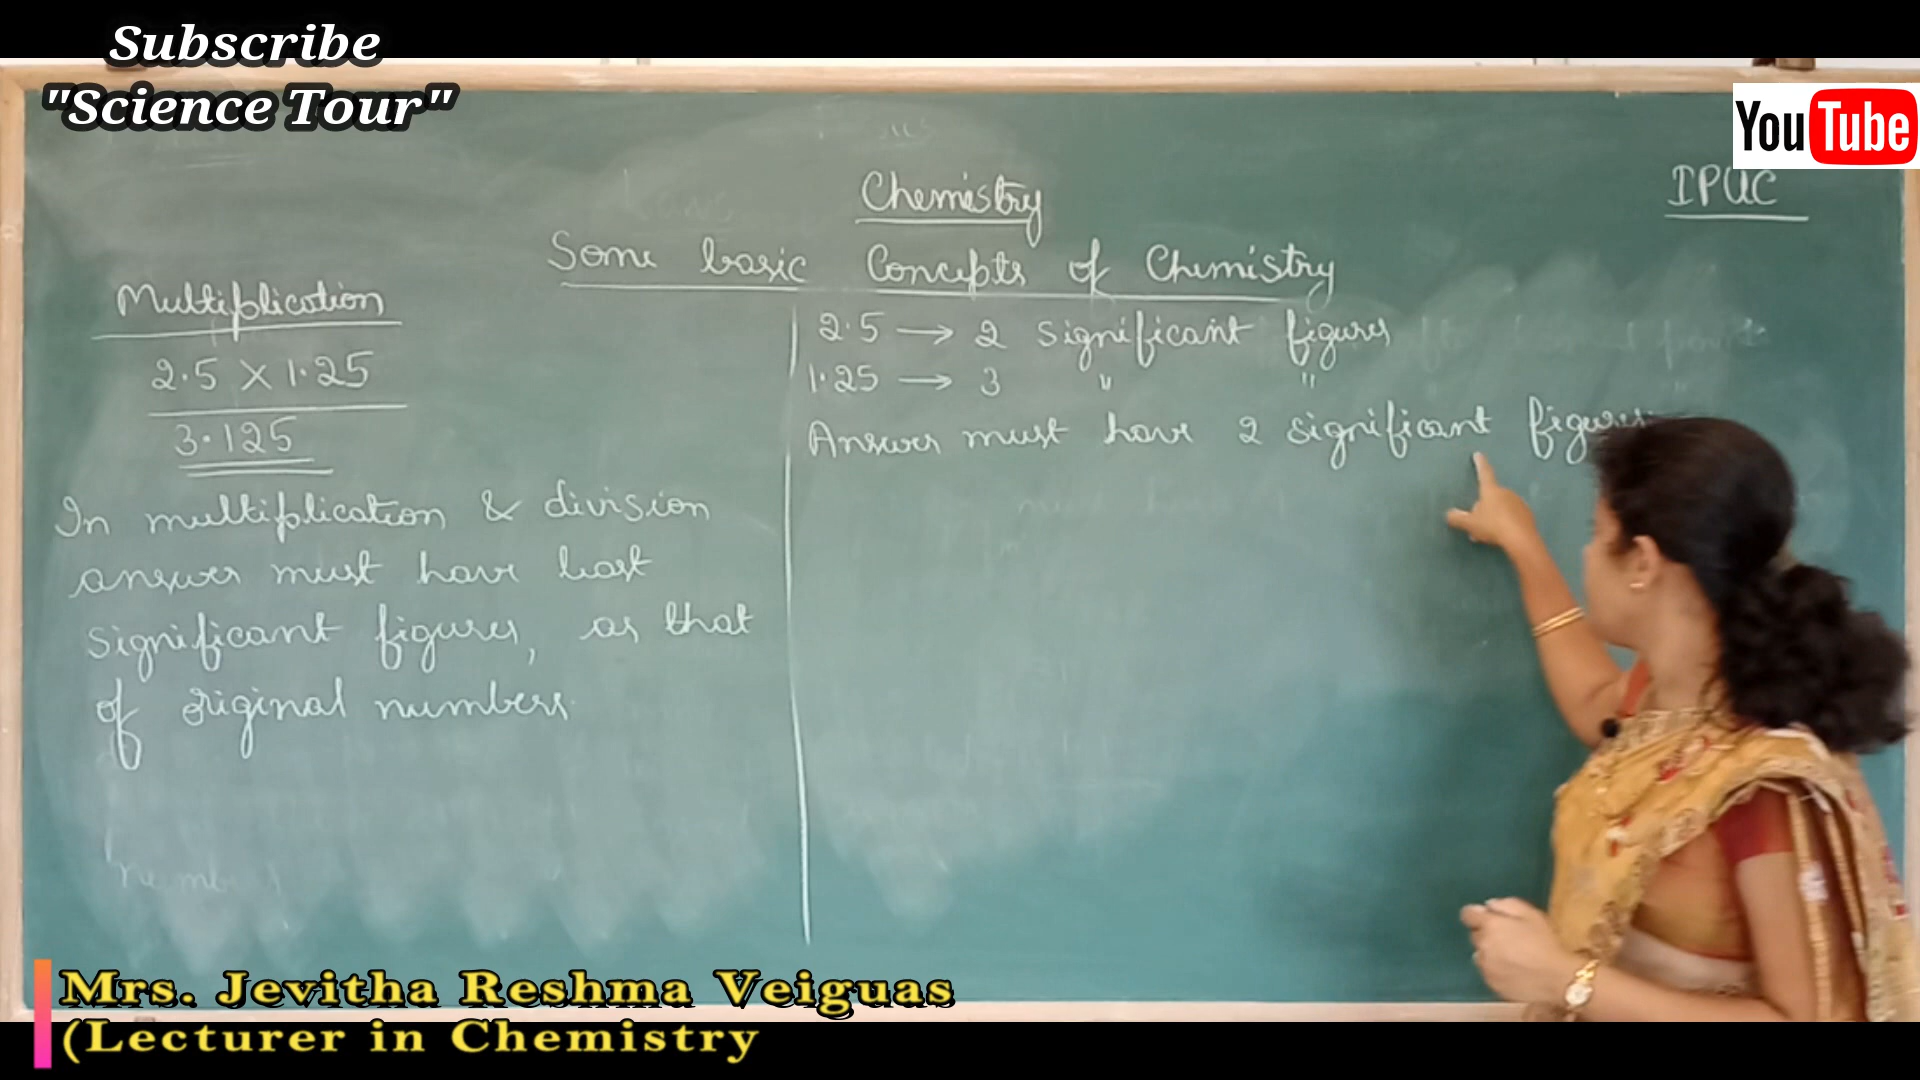 Subscribe
"Science Tour"
YouTube
IPUC
Chemistry
Some basic Concepts of Chemistry
Multiplication
2.5 X 1.25
3.125
In multiplication & division
answer must have least
significant figures, as that
of original numbers.
2.5 → 2 significant figures
1.25 → 3 " "
Answer must have 2 significant figures
Mrs. Jevitha Reshma Veiguas
(Lecturer in Chemistry